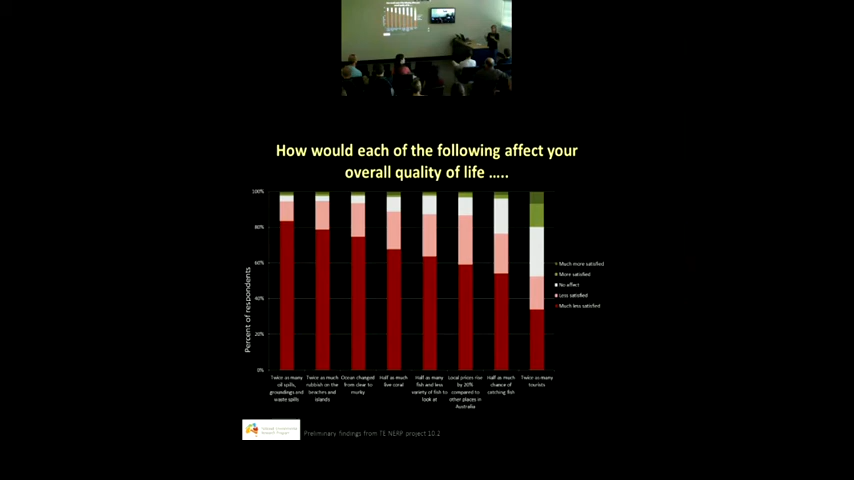 How would each of the following affect your
overall quality of life .....
100%
80%
60%
40%
20%
0%
Percent of respondents
Much more satisfied
More satisfied
No affect
Less satisfied
Much less satisfied
Twice as many
oil spills,
groundings and
waste spills
Twice as much
rubbish on the
beaches and
islands
Ocean changed
from clear to
murky
Half as much
live coral
Half as many
fish and less
variety of fish to
look at
Local prices rise
by 20%
compared to
other places in
Australia
Half as much
chance of
catching fish
Twice as many
tourists
Preliminary findings from TE NERP project 10.2